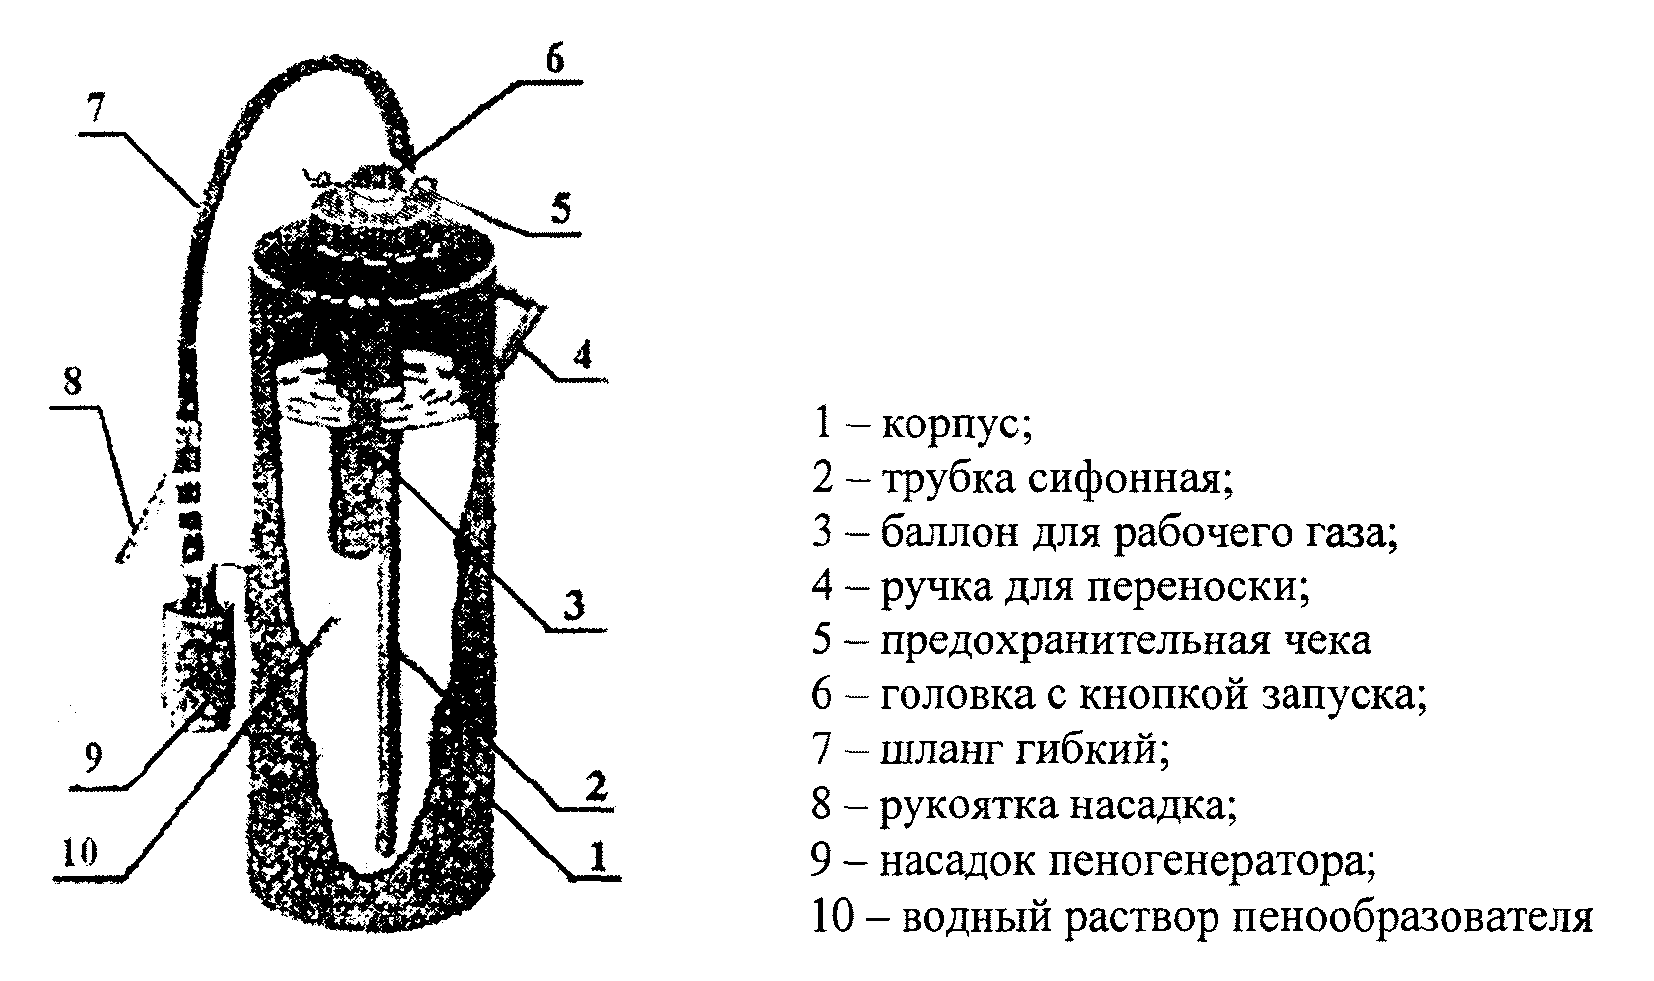 6
7
5
4
8
3
9
2
10
1
1 – корпус;
2 – трубка сифонная;
3 – баллон для рабочего газа;
4 – ручка для переноски;
5 – предохранительная чека
6 – головка с кнопкой запуска;
7 – шланг гибкий;
8 – рукоятка насадка;
9 – насадок пеногенератора;
10 – водный раствор пенообразователя